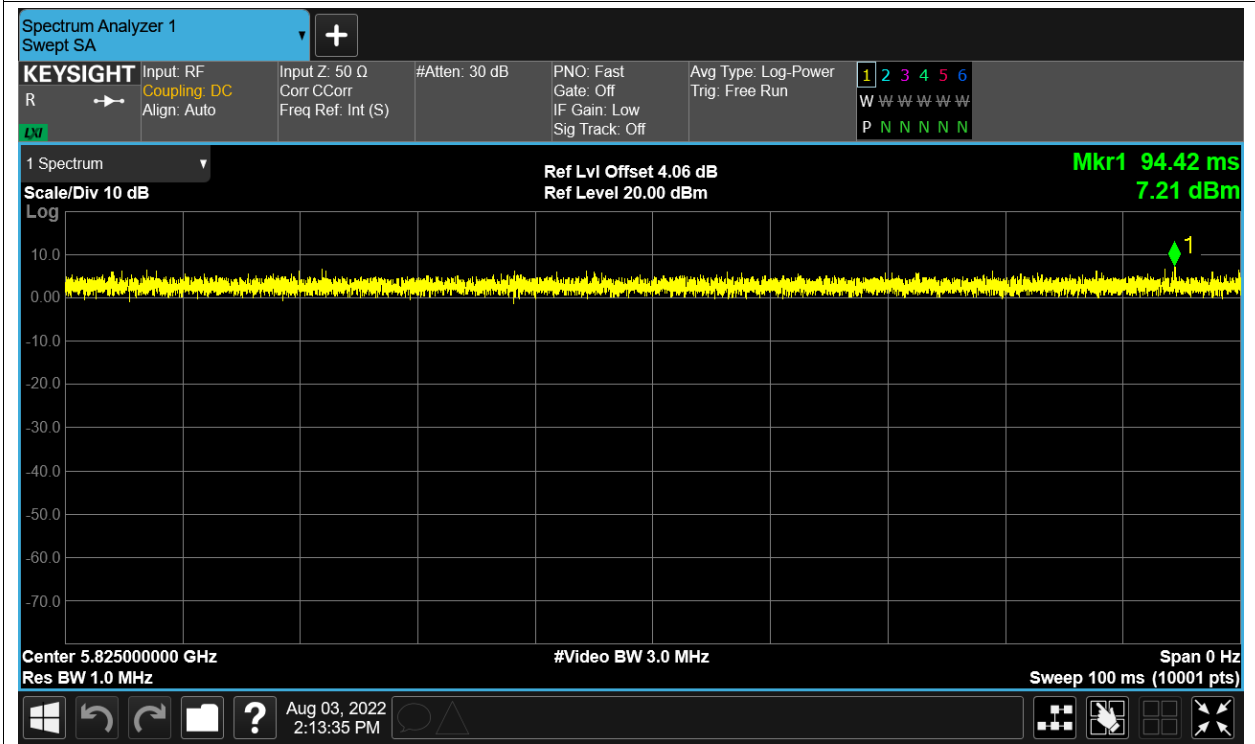 Spectrum Analyzer 1
Swept SA
+
KEYSIGHT
R
LXI
Input: RF
Coupling: DC
Align: Auto
Input Z: 50 Ω
Corr CCorr
Freq Ref: Int (S)
#Atten: 30 dB
PNO: Fast
Gate: Off
IF Gain: Low
Sig Track: Off
Avg Type: Log-Power
Trig: Free Run
1 2 3 4 5 6
W W W W W W
P N N N N N
1 Spectrum
Scale/Div 10 dB
Log
Ref Lvl Offset 4.06 dB
Ref Level 20.00 dBm
Mkr1 94.42 ms
7.21 dBm
1
10.0
0.00
-10.0
-20.0
-30.0
-40.0
-50.0
-60.0
-70.0
Center 5.825000000 GHz
Res BW 1.0 MHz
#Video BW 3.0 MHz
Span 0 Hz
Sweep 100 ms (10001 pts)
?
Aug 03, 2022
2:13:35 PM